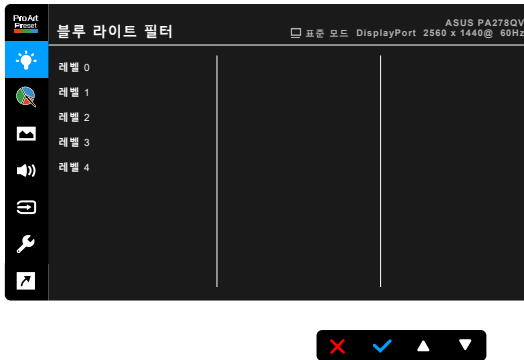 ProArt
Preset
블루 라이트 필터
ASUS PA278QV
표준 모드 DisplayPort 2560 x 1440@ 60Hz
레벨 0
레벨 1
레벨 2
레벨 3
레벨 4